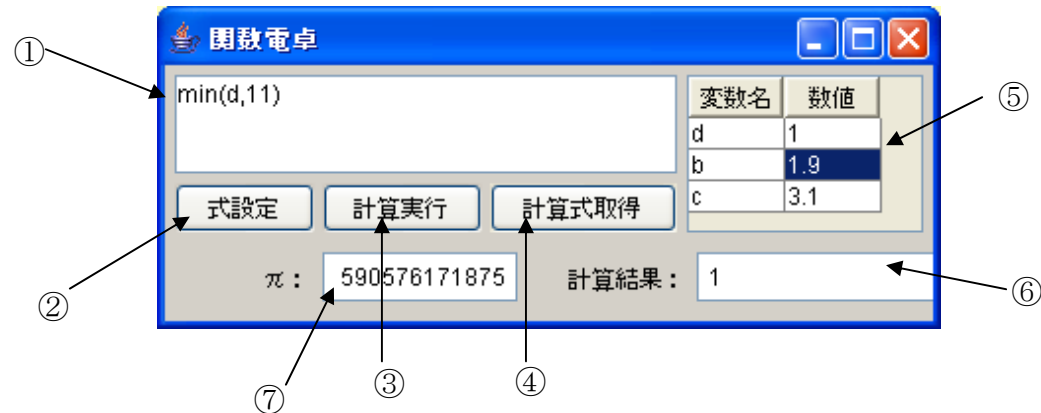 関数電卓
①
min(d,11)
変数名 数値
⑤
d 1
b 1.9
c 3.1
式設定 計算実行 計算式取得
π： 590576171875 計算結果： 1
②
⑥
③ ④
⑦